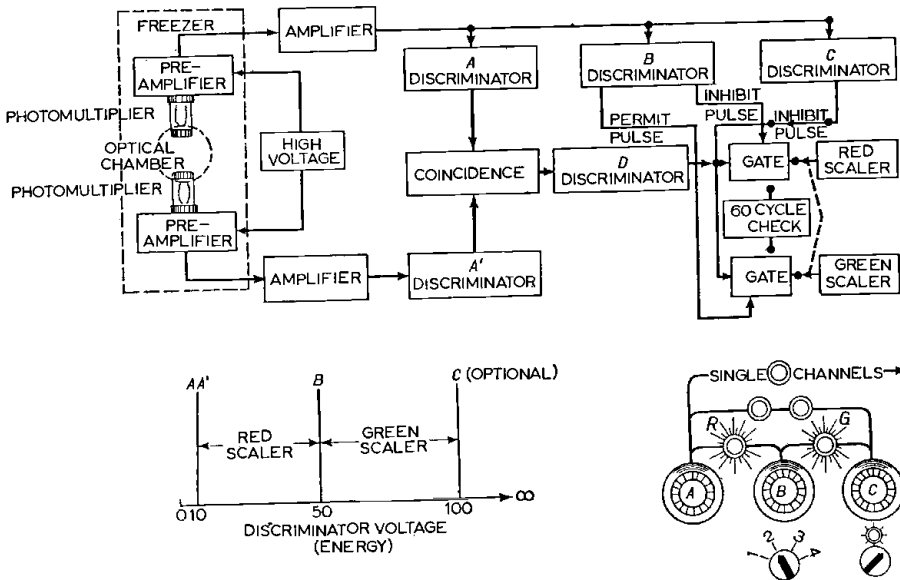 FREEZER
AMPLIFIER
PRE-
AMPLIFIER
A
DISCRIMINATOR
B
DISCRIMINATOR
C
DISCRIMINATOR
PHOTOMULTIPLIER
OPTICAL
CHAMBER
HIGH
VOLTAGE
PHOTOMULTIPLIER
PRE-
AMPLIFIER
INHIBIT
PULSE
PERMIT
PULSE
INHIBIT
PULSE
COINCIDENCE
D
DISCRIMINATOR
GATE
RED
SCALER
60 CYCLE
CHECK
AMPLIFIER
A'
DISCRIMINATOR
GATE
GREEN
SCALER
AA'
B
C (OPTIONAL)
RED
SCALER
GREEN
SCALER
0 10
50
100
∞
DISCRIMINATOR VOLTAGE
(ENERGY)
SINGLE CHANNELS
R
G
A
B
C
1
2
3
4